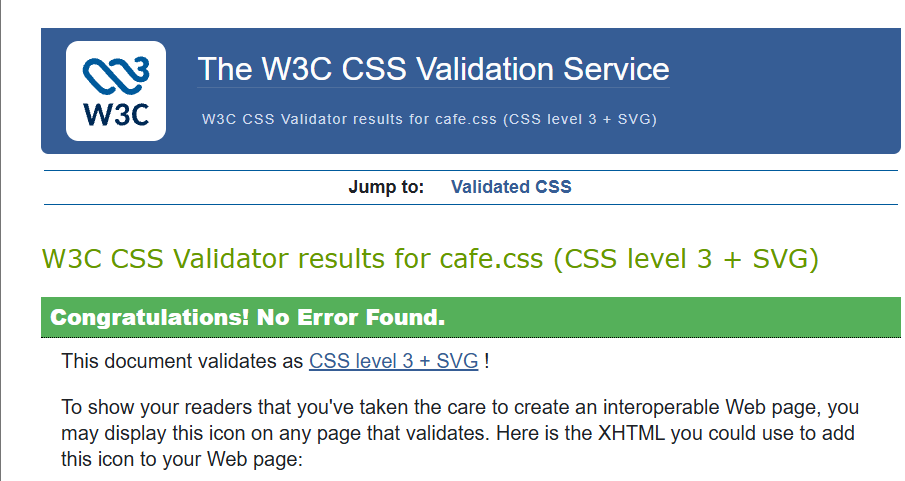 W3C
The W3C CSS Validation Service
W3C CSS Validator results for cafe.css (CSS level 3 + SVG)
Jump to: Validated CSS
W3C CSS Validator results for cafe.css (CSS level 3 + SVG)
Congratulations! No Error Found.
This document validates as CSS level 3 + SVG !
To show your readers that you've taken the care to create an interoperable Web page, you
may display this icon on any page that validates. Here is the XHTML you could use to add
this icon to your Web page: